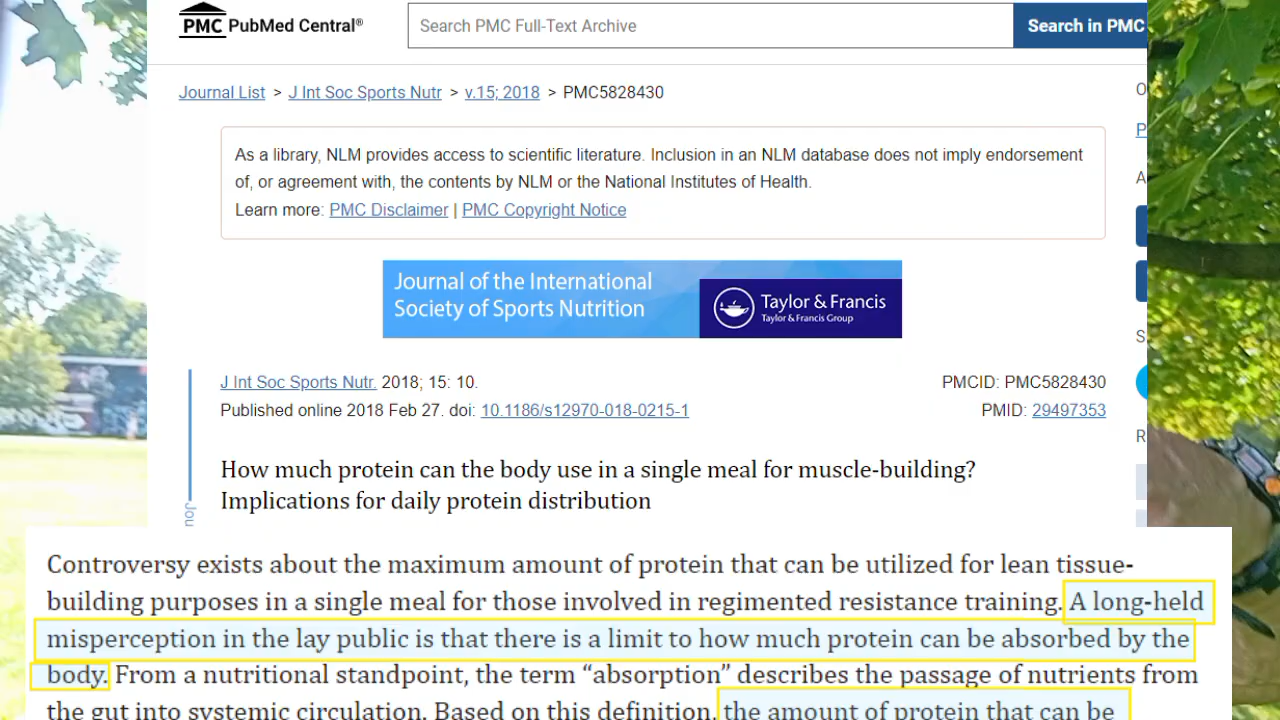 PMC PubMed Central®
Search PMC Full-Text Archive
Search in PMC
Journal List > J Int Soc Sports Nutr > v.15; 2018 > PMC5828430
As a library, NLM provides access to scientific literature. Inclusion in an NLM database does not imply endorsement
of, or agreement with, the contents by NLM or the National Institutes of Health.
Learn more: PMC Disclaimer | PMC Copyright Notice
Journal of the International
Society of Sports Nutrition
Taylor & Francis
Taylor & Francis Group
J Int Soc Sports Nutr. 2018; 15: 10.
PMCID: PMC5828430
Published online 2018 Feb 27. doi: 10.1186/s12970-018-0215-1
PMID: 29497353
How much protein can the body use in a single meal for muscle-building?
Implications for daily protein distribution
Jou
Controversy exists about the maximum amount of protein that can be utilized for lean tissue-
building purposes in a single meal for those involved in regimented resistance training. A long-held
misperception in the lay public is that there is a limit to how much protein can be absorbed by the
body. From a nutritional standpoint, the term “absorption” describes the passage of nutrients from
the gut into systemic circulation. Based on this definition, the amount of protein that can be